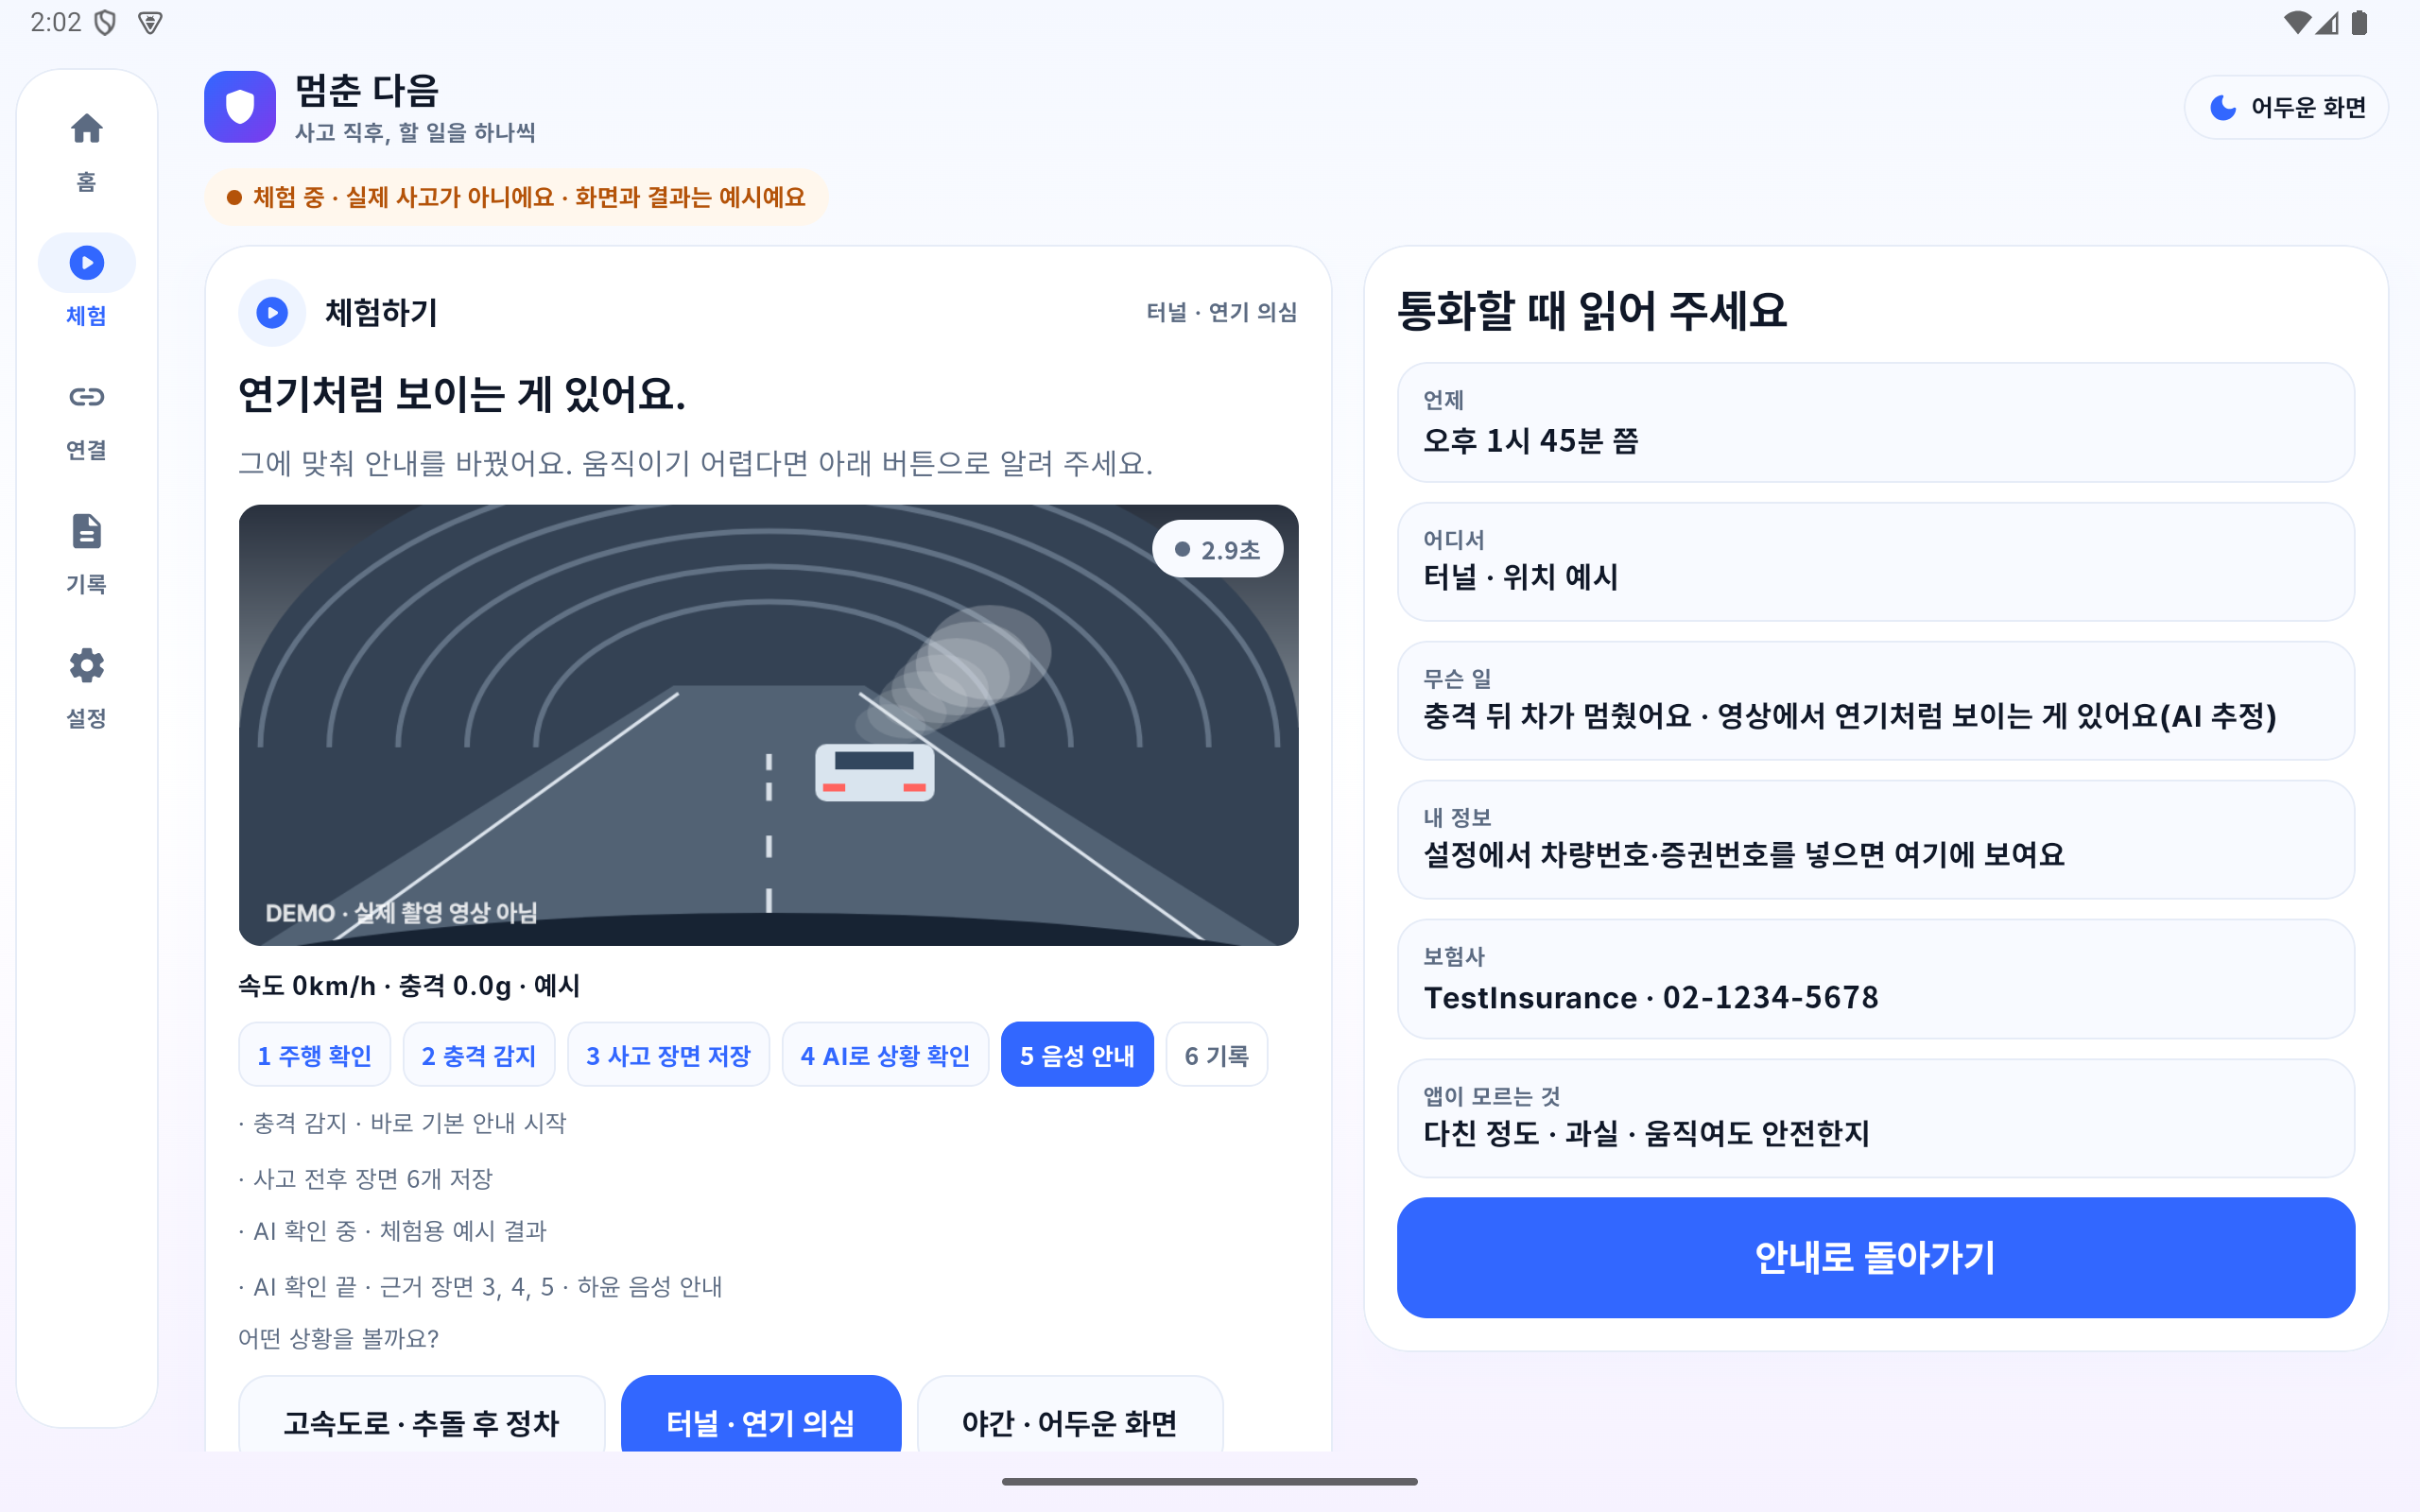 2:02
홈
체험
연결
기록
설정
멈춘 다음
사고 직후, 할 일을 하나씩
어두운 화면
체험 중 · 실제 사고가 아니에요 · 화면과 결과는 예시예요
체험하기
터널 · 연기 의심
연기처럼 보이는 게 있어요.
그에 맞춰 안내를 바꿨어요. 움직이기 어렵다면 아래 버튼으로 알려 주세요.
2.9초
DEMO · 실제 촬영 영상 아님
속도 0km/h · 충격 0.0g · 예시
1 주행 확인
2 충격 감지
3 사고 장면 저장
4 AI로 상황 확인
5 음성 안내
6 기록
· 충격 감지 · 바로 기본 안내 시작
· 사고 전후 장면 6개 저장
· AI 확인 중 · 체험용 예시 결과
· AI 확인 끝 · 근거 장면 3, 4, 5 · 하윤 음성 안내
어떤 상황을 볼까요?
고속도로 · 추돌 후 정차
터널 · 연기 의심
야간 · 어두운 화면
통화할 때 읽어 주세요
언제
오후 1시 45분 쯤
어디서
터널 · 위치 예시
무슨 일
충격 뒤 차가 멈췄어요 · 영상에서 연기처럼 보이는 게 있어요(AI 추정)
내 정보
설정에서 차량번호·증권번호를 넣으면 여기에 보여요
보험사
TestInsurance · 02-1234-5678
앱이 모르는 것
다친 정도 · 과실 · 움직여도 안전한지
안내로 돌아가기